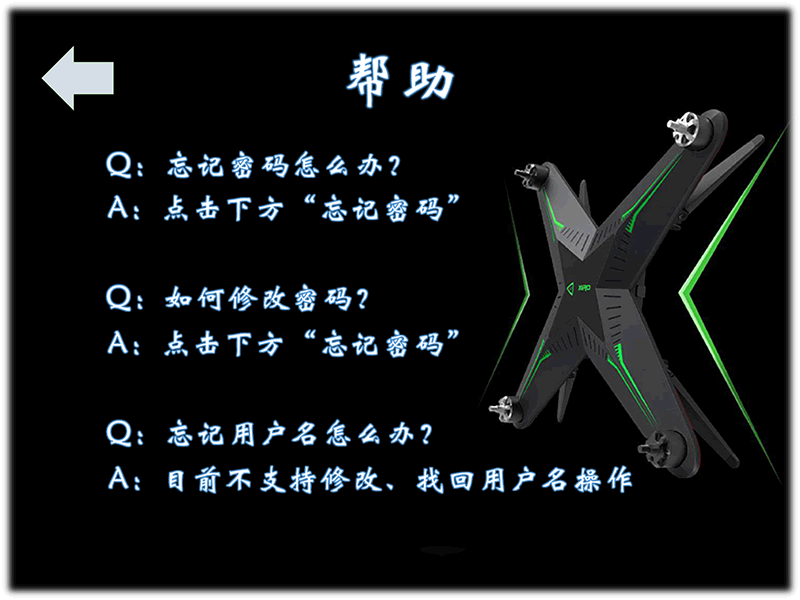 帮助
Q：忘记密码怎么办？
A：点击下方“忘记密码”
Q：如何修改密码？
A：点击下方“忘记密码”
Q：忘记用户名怎么办？
A：目前不支持修改、找回用户名操作